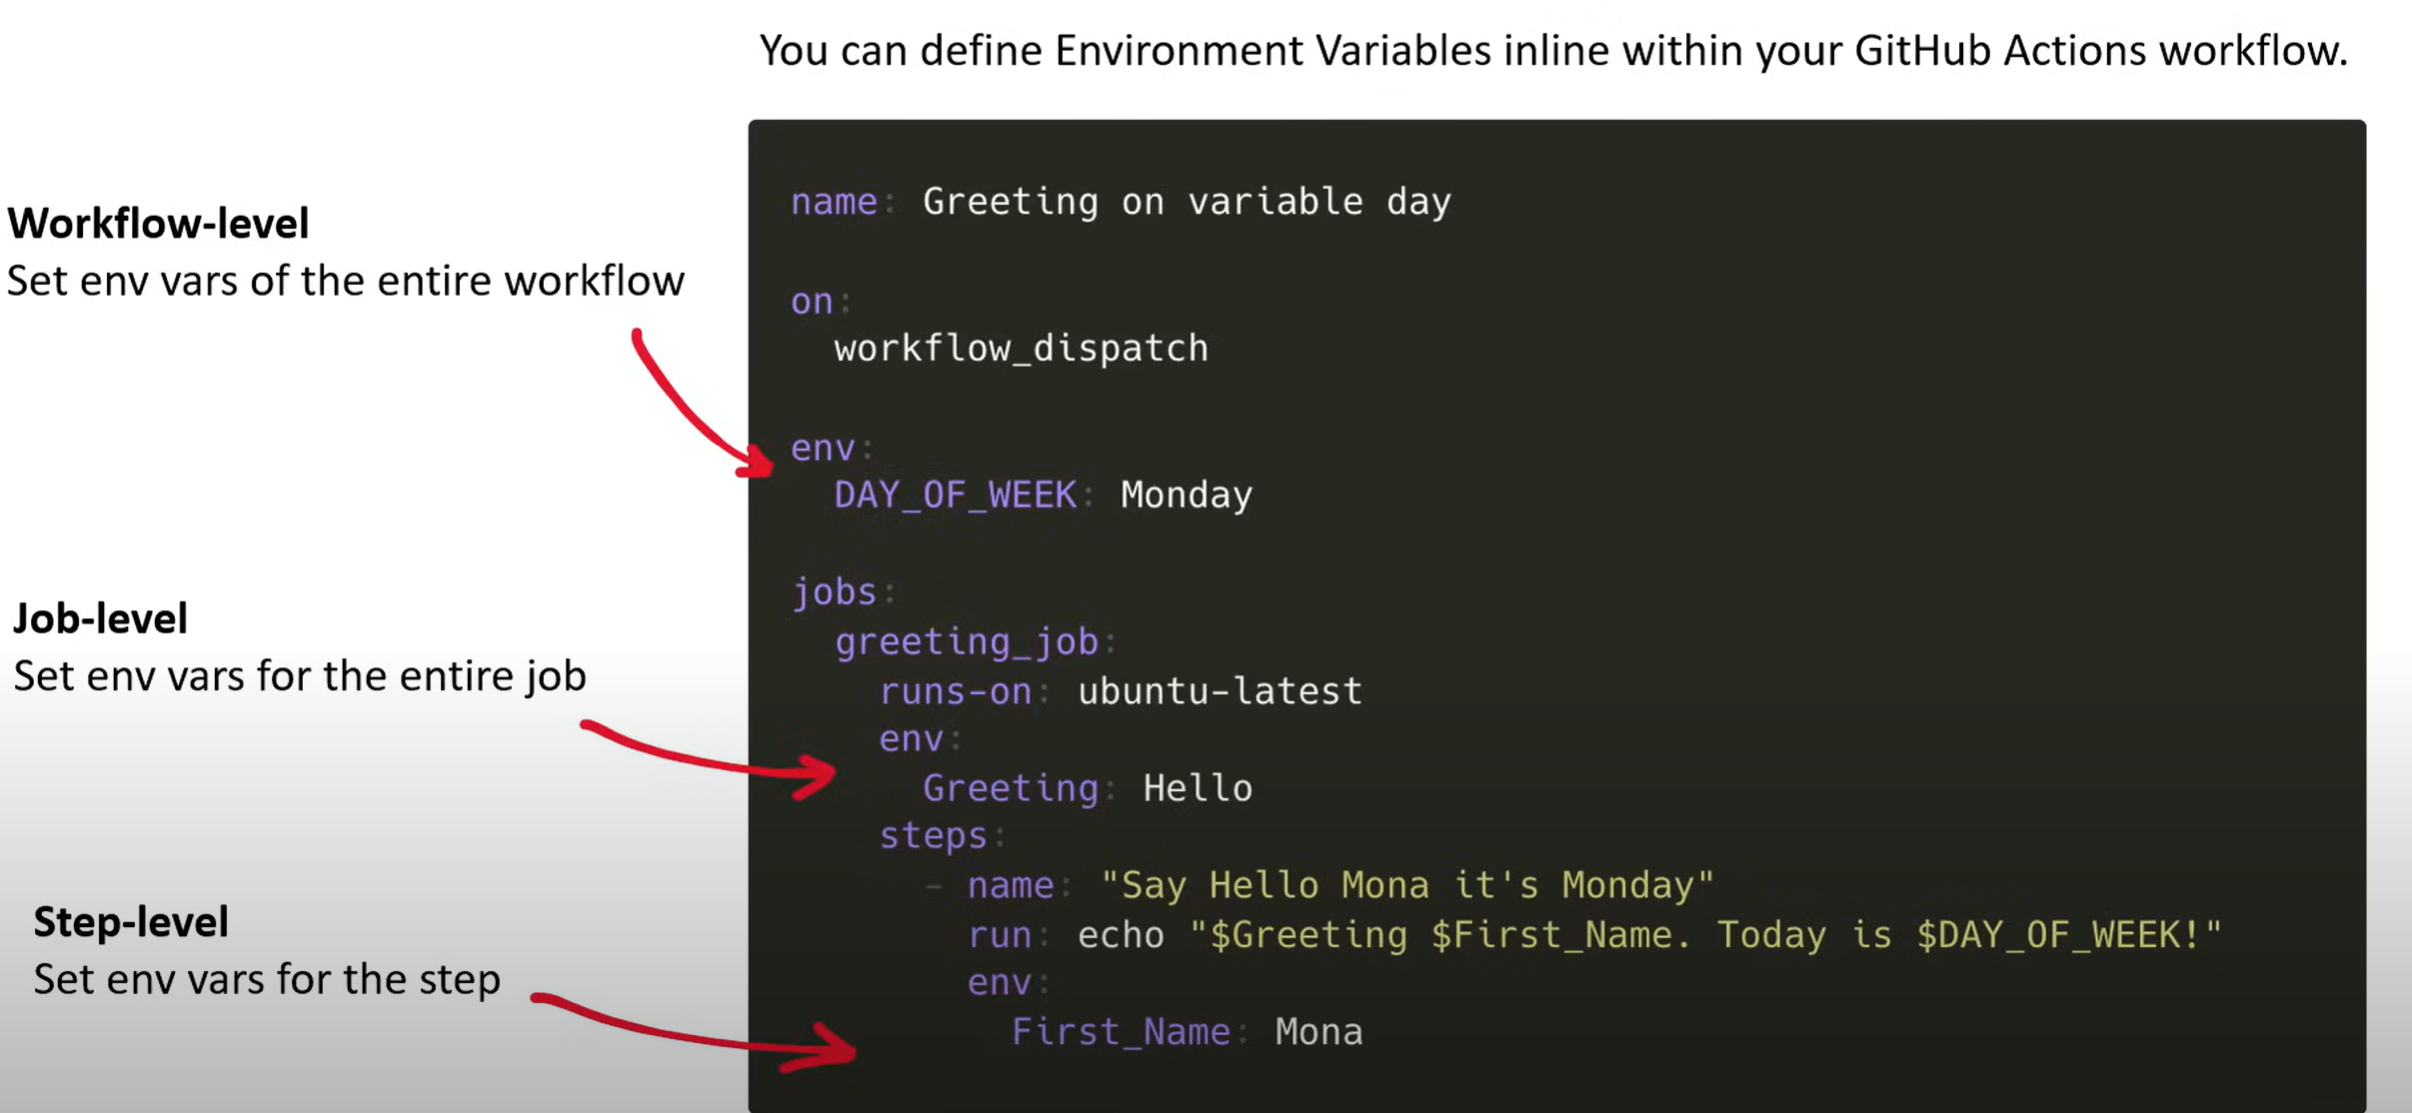 You can define Environment Variables inline within your GitHub Actions workflow.
Workflow-level
Set env vars of the entire workflow
Job-level
Set env vars for the entire job
Step-level
Set env vars for the step
name: Greeting on variable day
on:
workflow_dispatch
env:
DAY_OF_WEEK: Monday
jobs:
greeting_job:
runs-on: ubuntu-latest
env:
Greeting: Hello
steps:
- name: "Say Hello Mona it's Monday"
run: echo "$Greeting $First_Name. Today is $DAY_OF_WEEK!"
env:
First_Name: Mona